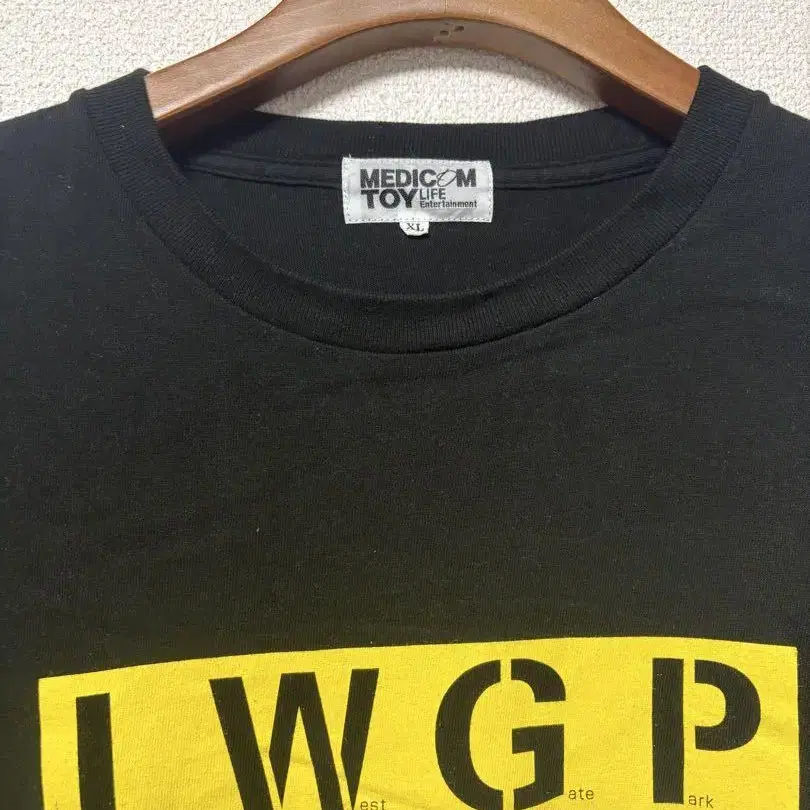 MEDICOM
TOY LIFE
Entertainment
XL
I W G P
est ate ark